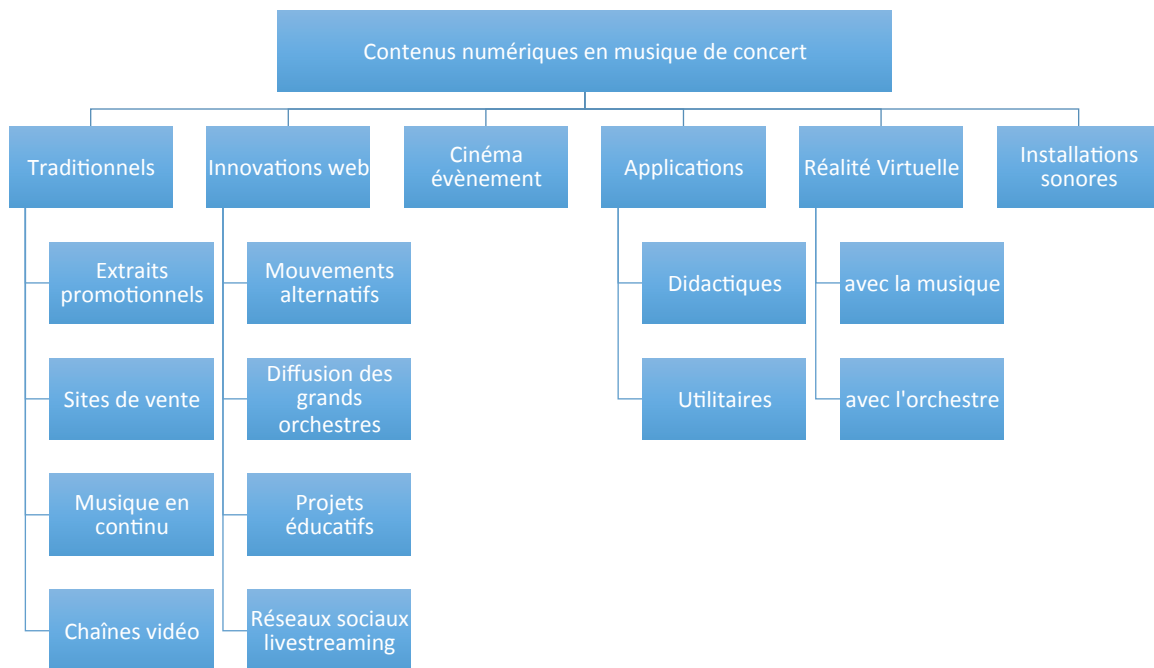 Contenus numériques en musique de concert
Traditionnels
Innovations web
Cinéma
évènement
Applications
Réalité Virtuelle
Installations
sonores
Extraits
promotionnels
Mouvements
alternatifs
Didactiques
avec la musique
Sites de vente
Diffusion des
grands
orchestres
Utilitaires
avec l'orchestre
Musique en
continu
Projets
éducatifs
Chaînes vidéo
Réseaux sociaux
livestreaming